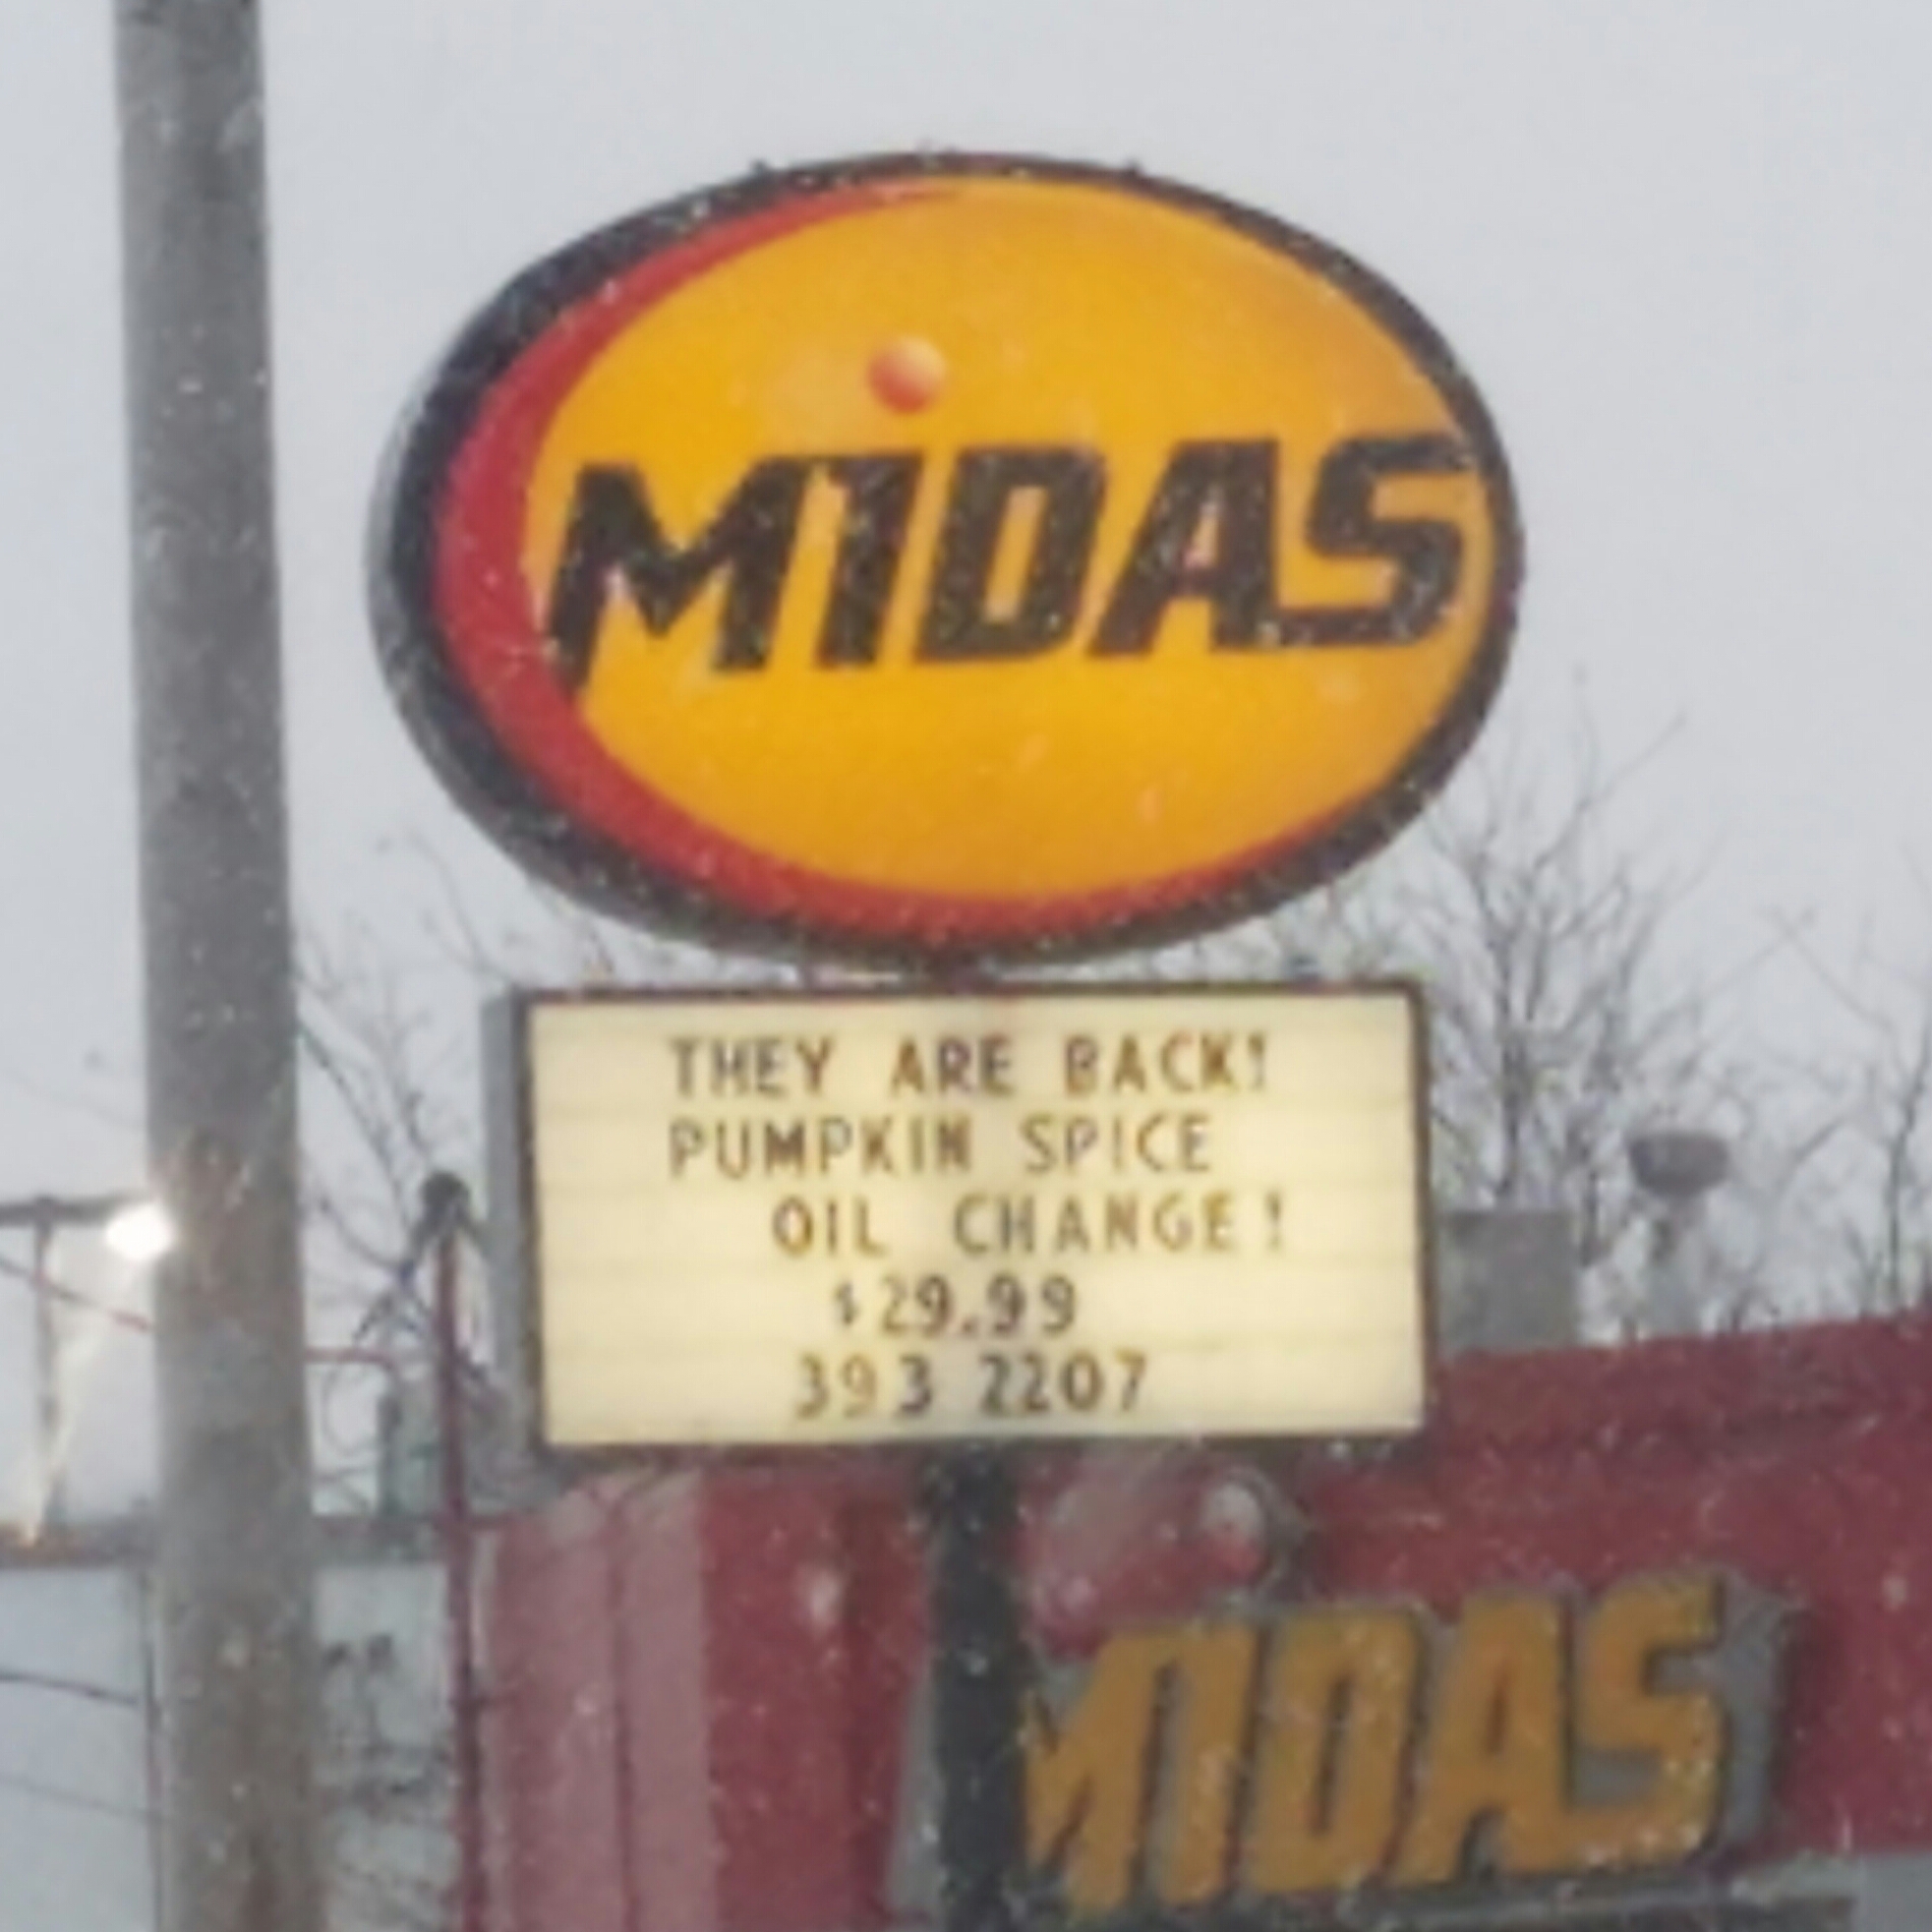 MIDAS
THEY ARE BACK!
PUMPKIN SPICE
OIL CHANGE!
$29.99
393 2207
MIDAS